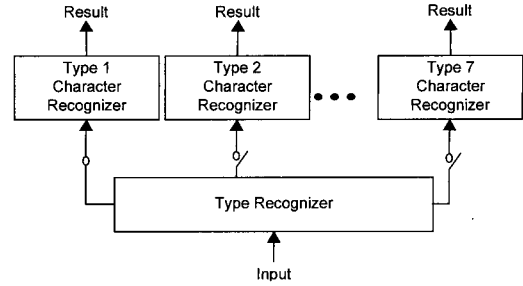 Result
Result
Result
Type 1
Character
Recognizer
Type 2
Character
Recognizer
Type 7
Character
Recognizer
Type Recognizer
Input